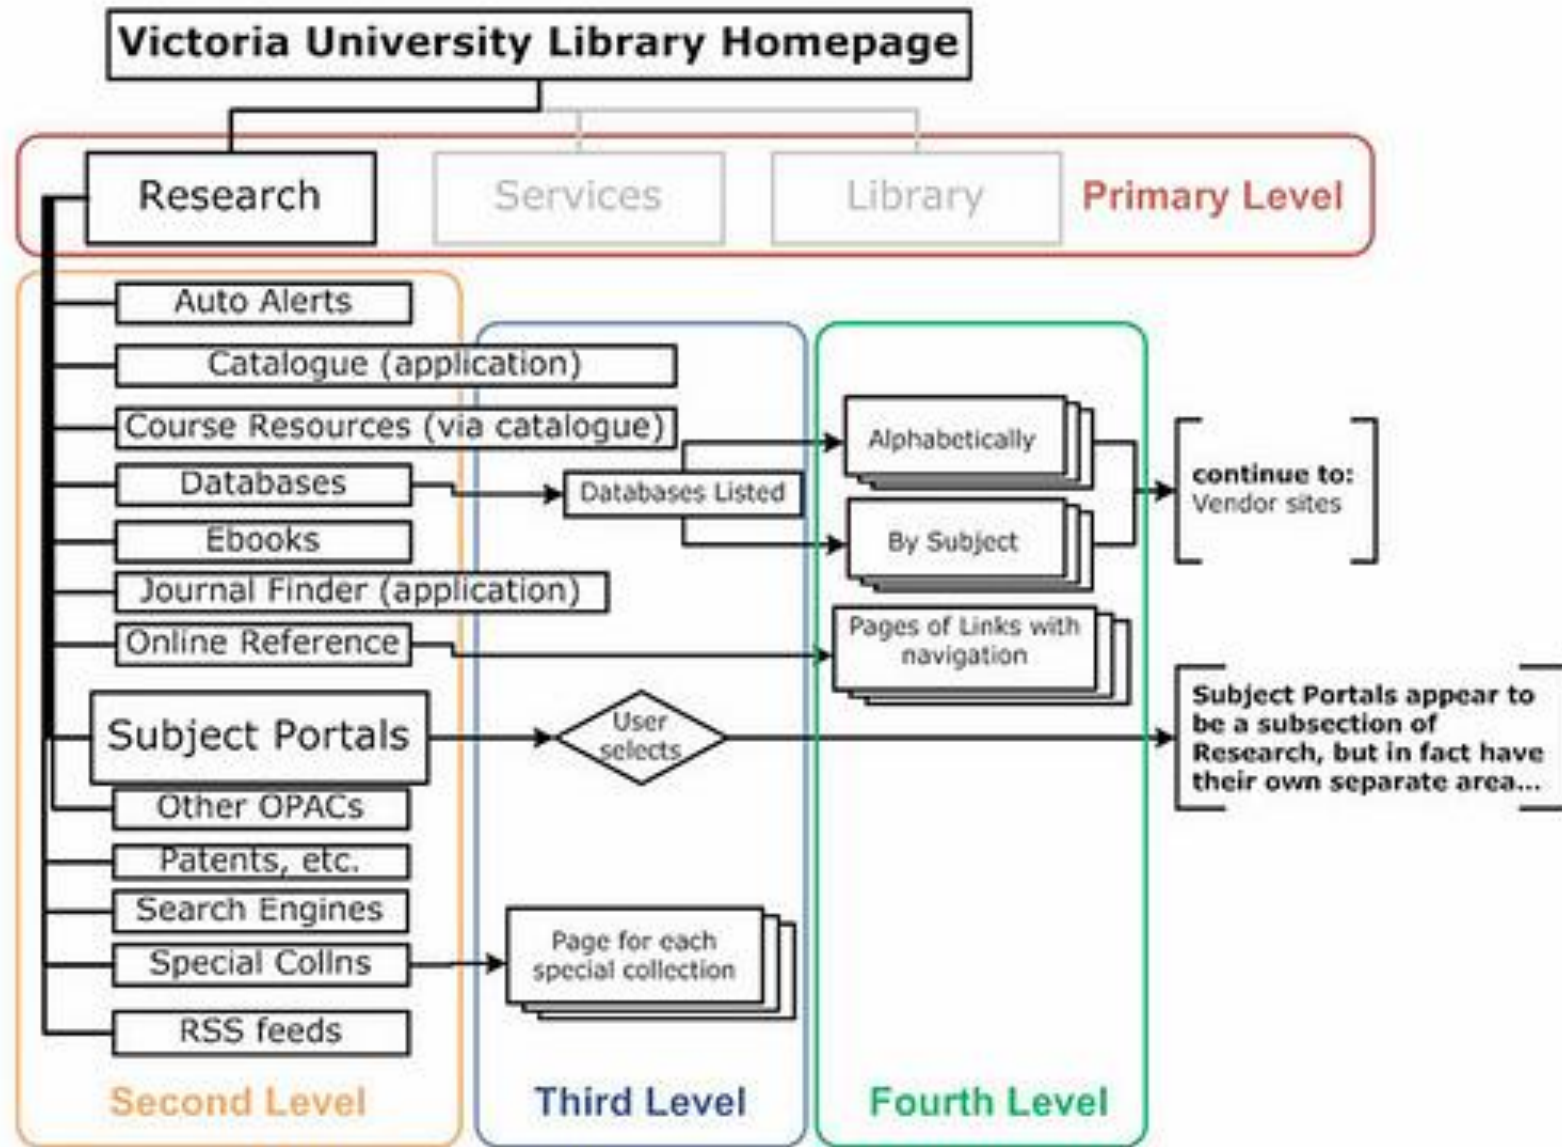 Victoria University Library Homepage
Research
Services
Library
Primary Level
Auto Alerts
Catalogue (application)
Course Resources (via catalogue)
Databases
Ebooks
Journal Finder (application)
Online Reference
Subject Portals
Other OPACs
Patents, etc.
Search Engines
Special Collns
RSS feeds
Second Level
Databases Listed
User
selects
Page for each
special collection
Third Level
Alphabetically
By Subject
Pages of Links with
navigation
Fourth Level
continue to:
Vendor sites
Subject Portals appear to
be a subsection of
Research, but in fact have
their own separate area...